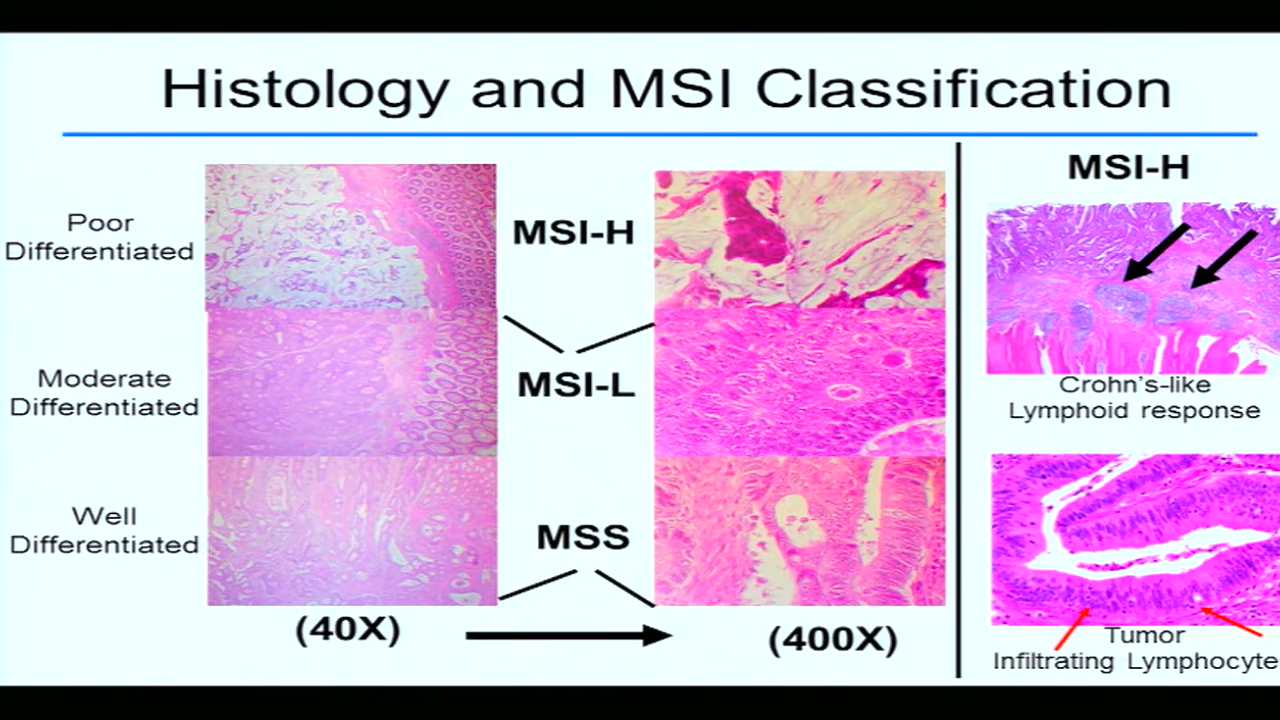 Histology and MSI Classification
Poor
Differentiated
MSI-H
Moderate
Differentiated
MSI-L
Well
Differentiated
MSS
(40X)
(400X)
MSI-H
Crohn's-like
Lymphoid response
Tumor
Infiltrating Lymphocyte